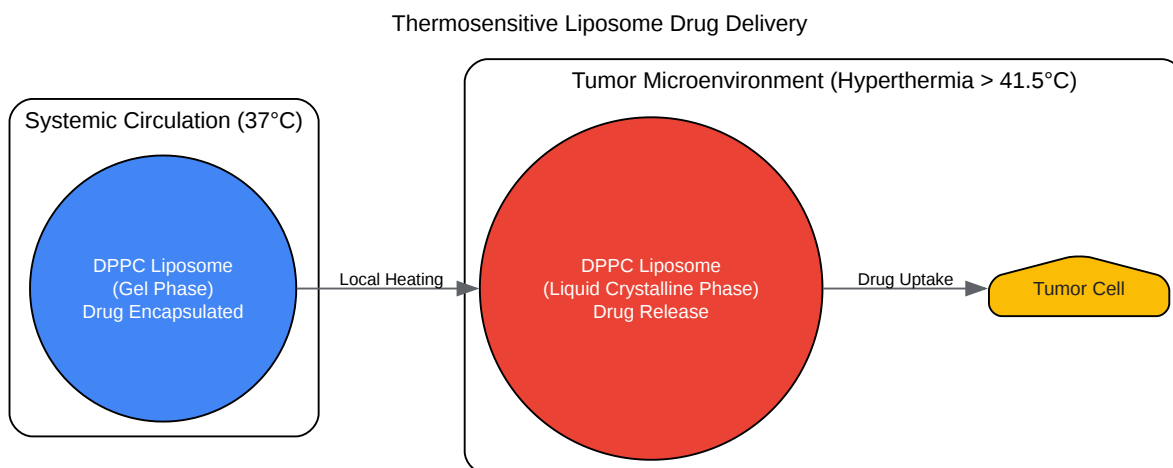 Thermosensitive Liposome Drug Delivery
Tumor Microenvironment (Hyperthermia > 41.5°C)
Systemic Circulation (37°C)
DPPC Liposome
(Gel Phase)
Drug Encapsulated
Local Heating
DPPC Liposome
(Liquid Crystalline Phase)
Drug Release
Drug Uptake
Tumor Cell